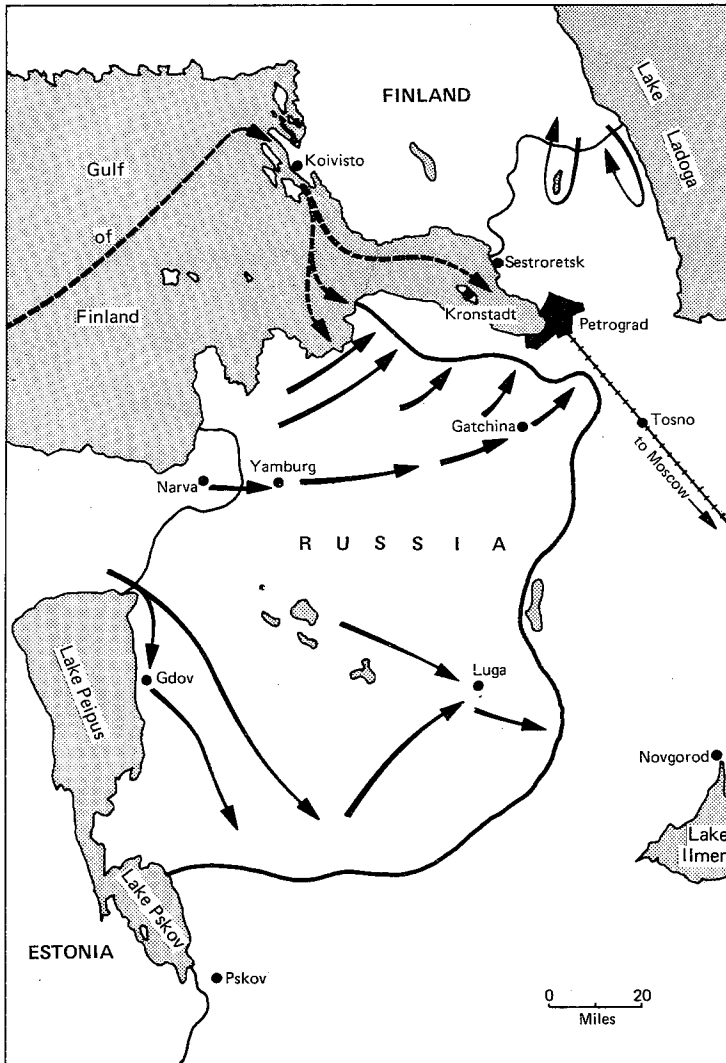 FINLAND
Lake
Ladoga
Gulf
of
Finland
Koivisto
Sestroretsk
Kronstadt
Petrograd
Gatchina
Tosno
to Moscow
Narva
Yamburg
RUSSIA
Lake Peipus
Gdov
Luga
Novgorod
Lake
Ilmen
Lake Pskov
ESTONIA
Pskov
0 20
Miles